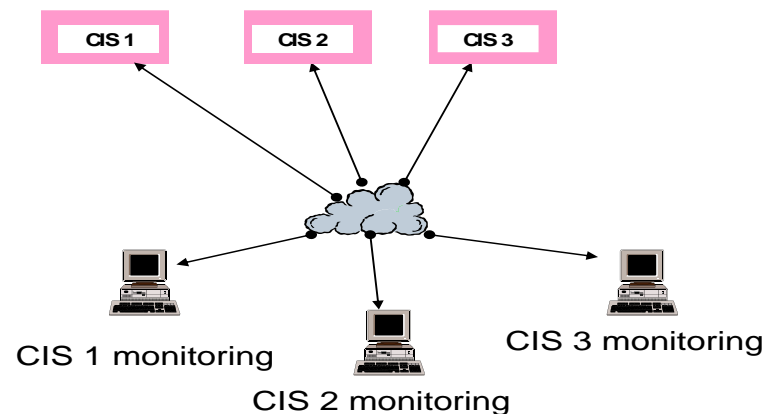 CIS 1
CIS 2
CIS 3
CIS 1 monitoring
CIS 2 monitoring
CIS 3 monitoring